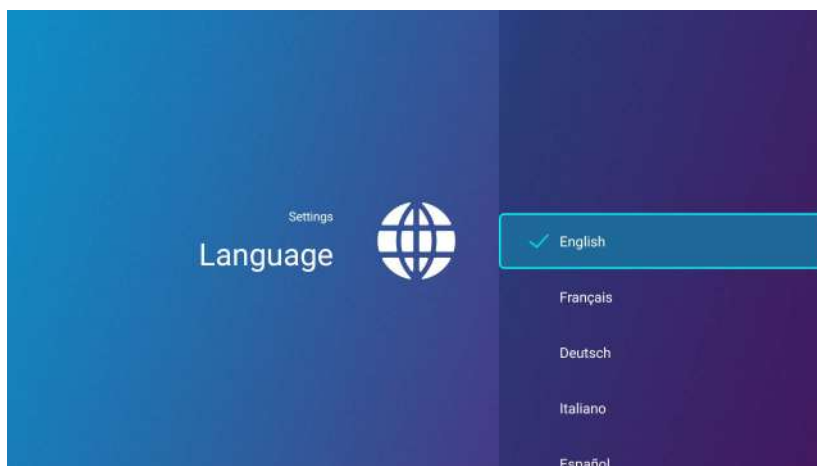 Settings
Language
English
Français
Deutsch
Italiano
Español